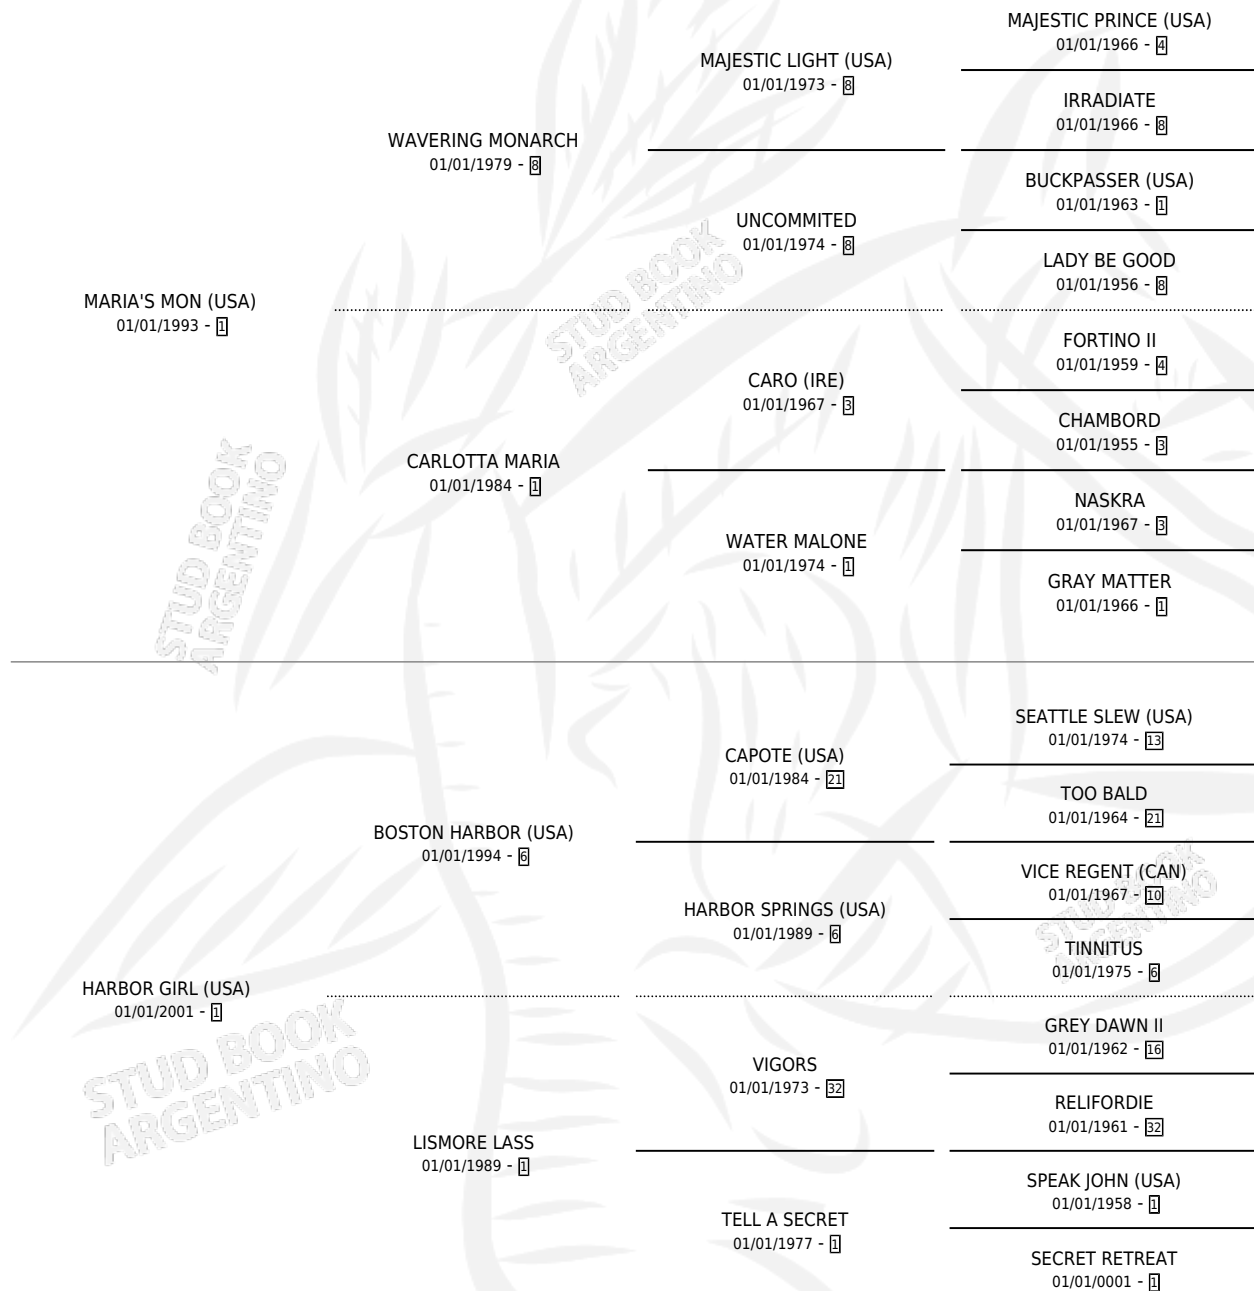 MAJESTIC PRINCE (USA)
01/01/1966 - 4
MAJESTIC LIGHT (USA)
01/01/1973 - 8
IRRADIATE
01/01/1966 - 8
WAVERING MONARCH
01/01/1979 - 8
BUCKPASSER (USA)
01/01/1963 - 1
UNCOMMITED
01/01/1974 - 8
LADY BE GOOD
01/01/1956 - 8
MARIA'S MON (USA)
01/01/1993 - 1
FORTINO II
01/01/1959 - 4
CARO (IRE)
01/01/1967 - 3
CHAMBORD
01/01/1955 - 3
CARLOTTA MARIA
01/01/1984 - 1
NASKRA
01/01/1967 - 3
WATER MALONE
01/01/1974 - 1
GRAY MATTER
01/01/1966 - 1
SEATTLE SLEW (USA)
01/01/1974 - 13
CAPOTE (USA)
01/01/1984 - 21
TOO BALD
01/01/1964 - 21
BOSTON HARBOR (USA)
01/01/1994 - 6
VICE REGENT (CAN)
01/01/1967 - 10
HARBOR SPRINGS (USA)
01/01/1989 - 6
TINNITUS
01/01/1975 - 6
HARBOR GIRL (USA)
01/01/2001 - 1
GREY DAWN II
01/01/1962 - 16
VIGORS
01/01/1973 - 32
RELIFORDIE
01/01/1961 - 32
LISMORE LASS
01/01/1989 - 1
SPEAK JOHN (USA)
01/01/1958 - 1
TELL A SECRET
01/01/1977 - 1
SECRET RETREAT
01/01/0001 - 1
STUD BOOK
ARGENTINO
STUD BOOK
ARGENTINO
STUD BOOK
ARGENTINO
STUD BOOK
ARGENTINO